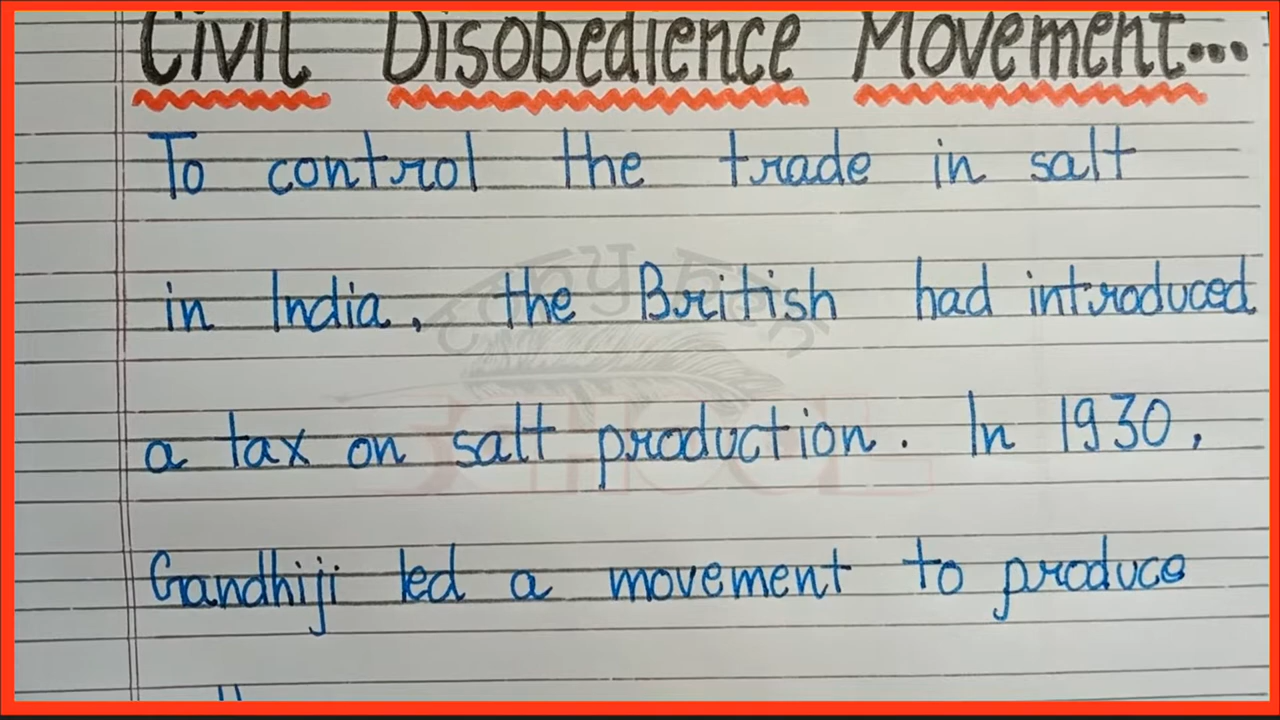 Civil Disobedience Movement...
To control the trade in salt
in India, the British had introduced
a tax on salt production. In 1930,
Gandhiji led a movement to produce